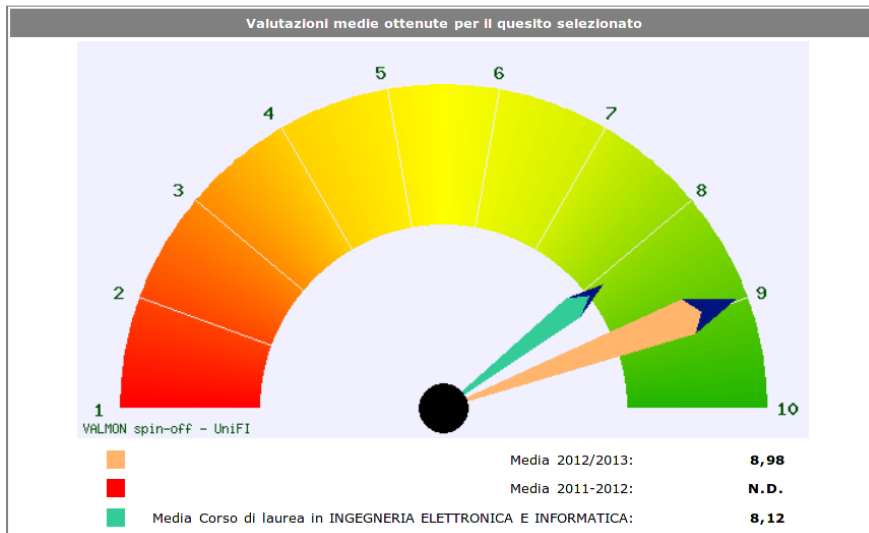 Valutazioni medie ottenute per il quesito selezionato
5
6
4
7
3
8
2
9
1
10
VALMON spin-off - UniFI
Media 2012/2013: 8,98
Media 2011-2012: N.D.
Media Corso di laurea in INGEGNERIA ELETTRONICA E INFORMATICA: 8,12